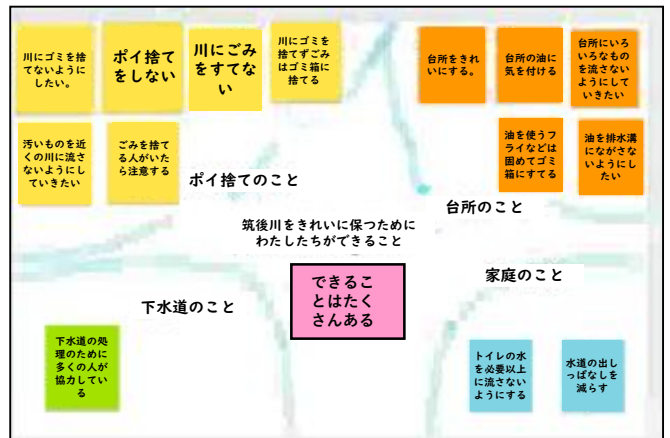 川にゴミを捨
てないように
したい。
ポイ捨て
をしない
川にごみ
をすてな
い
川にゴミを
捨てずごみ
はゴミ箱に
捨てる
台所をきれ
いにする。
台所の油に
気を付ける
台所にいろ
いろなもの
を流さない
ようにして
いきたい
汚いものを近
くの川に流さ
ないようにし
ていきたい
ごみを捨て
る人がいた
ら注意する
油を使うフ
ライなどは
固めてゴミ
箱にすてる
油を排水溝
にながさな
いようにし
たい
ポイ捨てのこと
台所のこと
筑後川をきれいに保つために
わたしたちができること
できるこ
とはたく
さんある
家庭のこと
下水道のこと
下水道の処
理のために
多くの人が
協力してい
る
トイレの水
を必要以上
に流さない
ようにする
水道の出し
っぱなしを
減らす